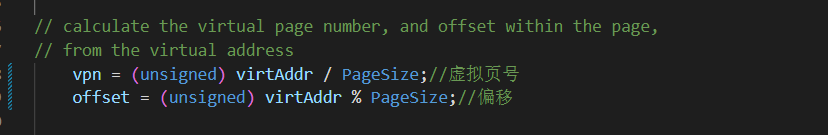 // calculate the virtual page number, and offset within the page,
// from the virtual address
vpn = (unsigned) virtAddr / PageSize;//虚拟页号
offset = (unsigned) virtAddr % PageSize;//偏移